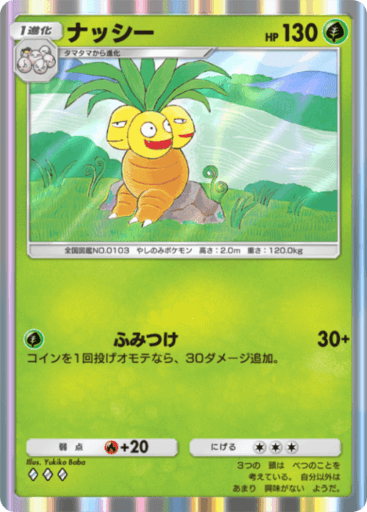 1進化
ナッシー
HP 130
タマタマから進化
全国図鑑NO.0103 やしのみポケモン 高さ：2.0m 重さ：120.0kg
ふみつけ 30+
コインを1回投げオモテなら、30ダメージ追加。
弱点 +20 にげる
Illus. Yukiko Baba
3つの 頭は べつのことを
考えている。自分以外は
あまり 興味がない ようだ。